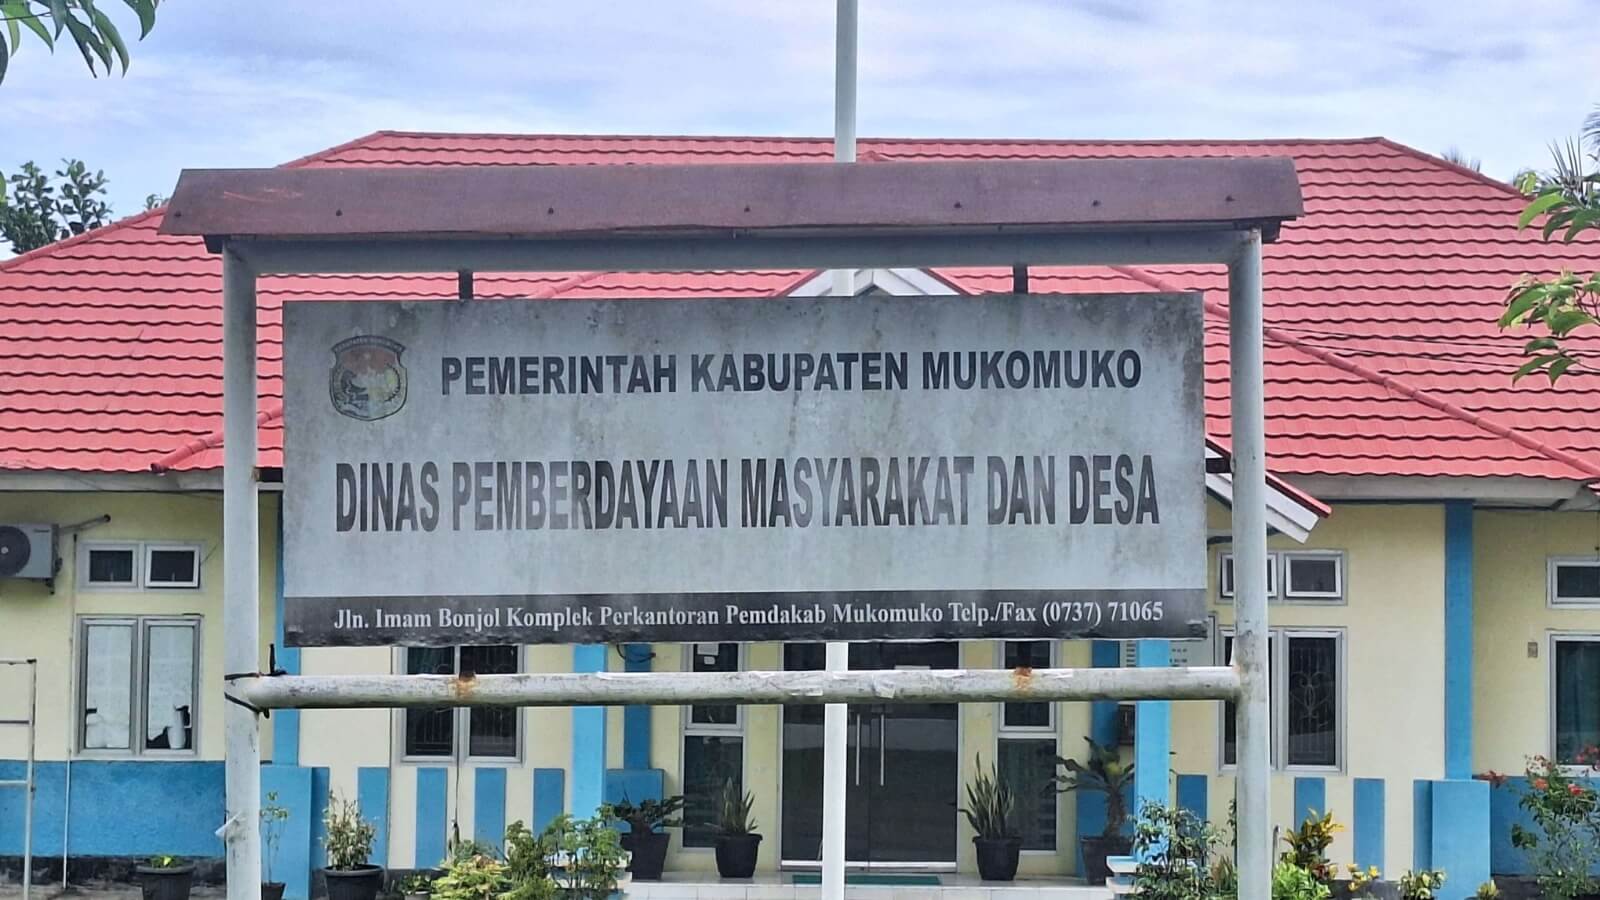 PEMERINTAH KABUPATEN MUKOMUKO
DINAS PEMBERDAYAAN MASYARAKAT DAN DESA
Jln. Imam Bonjol Komplek Perkantoran Pemdakab Mukomuko Telp./Fax (0737) 71065